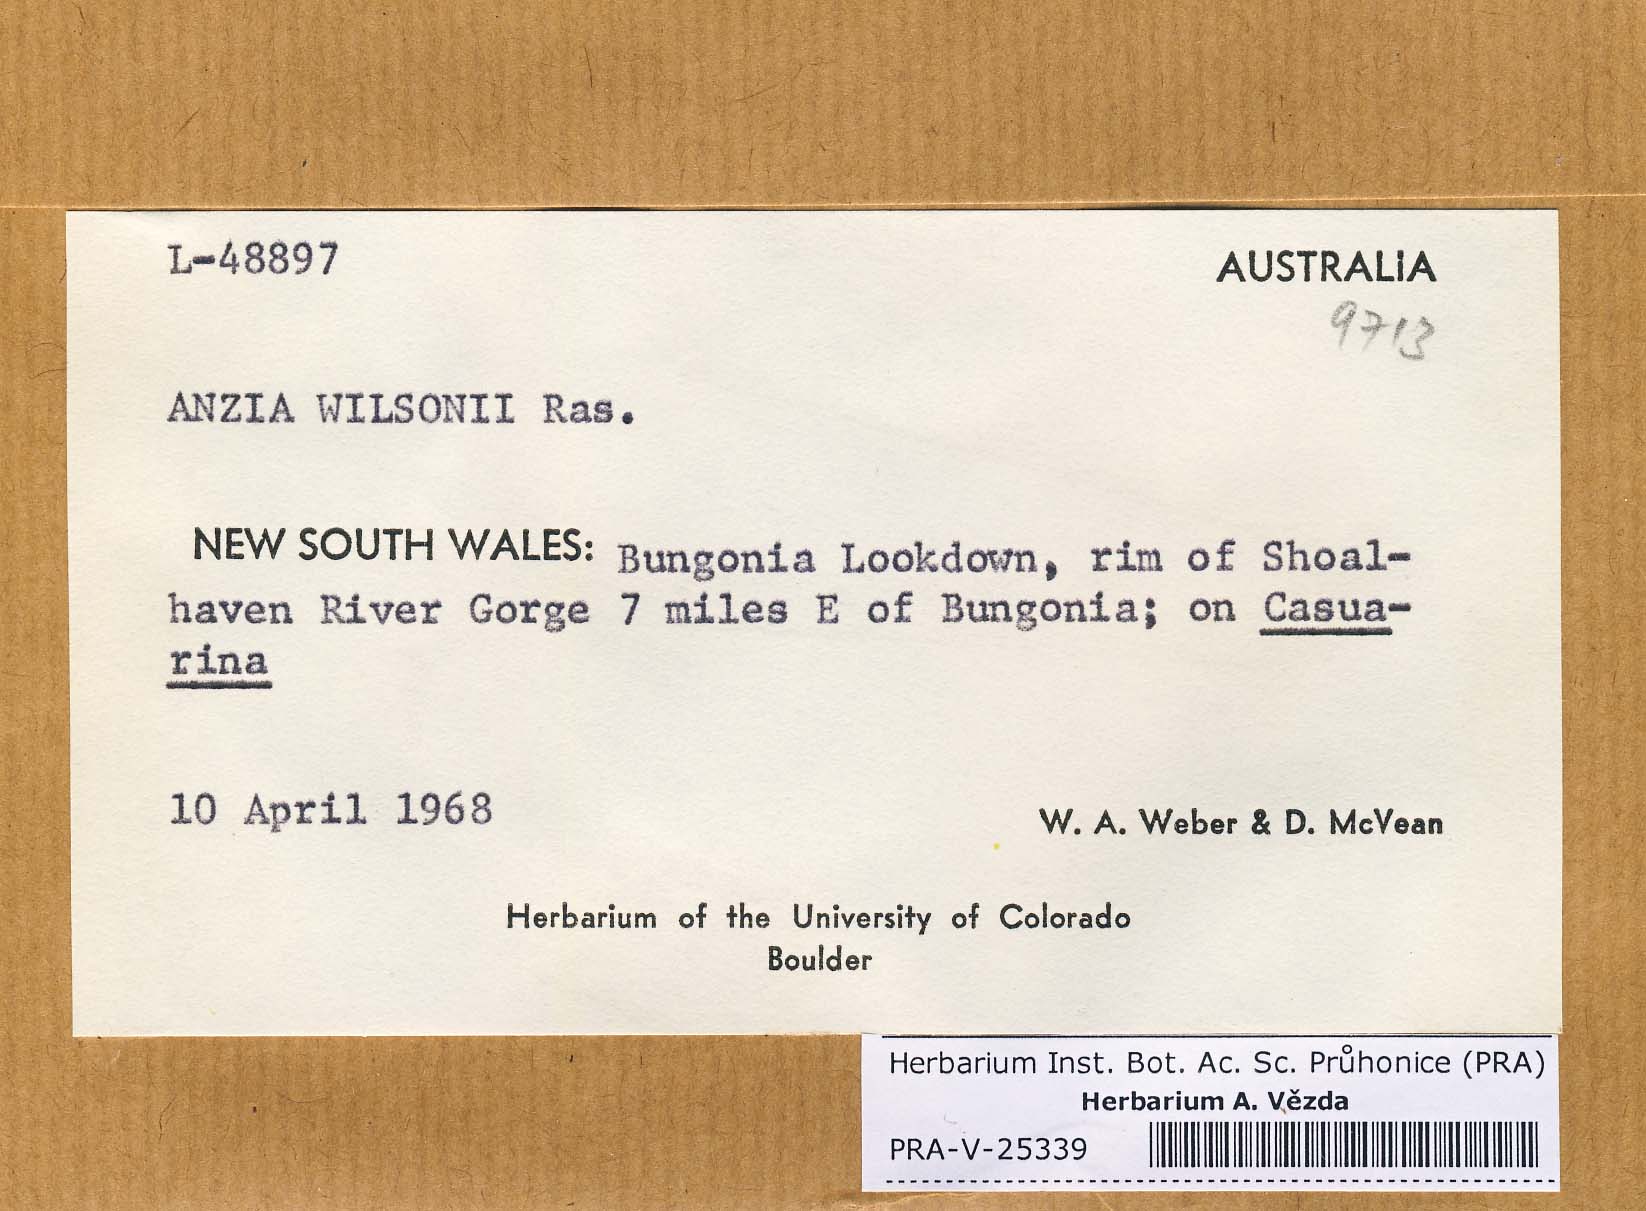 L-48897
AUSTRALIA
9713
ANZIA WILSONII Ras.
NEW SOUTH WALES: Bungonia Lookdown, rim of Shoal-
haven River Gorge 7 miles E of Bungonia; on Casua-
rina
10 April 1968
W. A. Weber & D. McVean
Herbarium of the University of Colorado
Boulder
Herbarium Inst. Bot. Ac. Sc. Průhonice (PRA)
Herbarium A. Vězda
PRA-V-25339